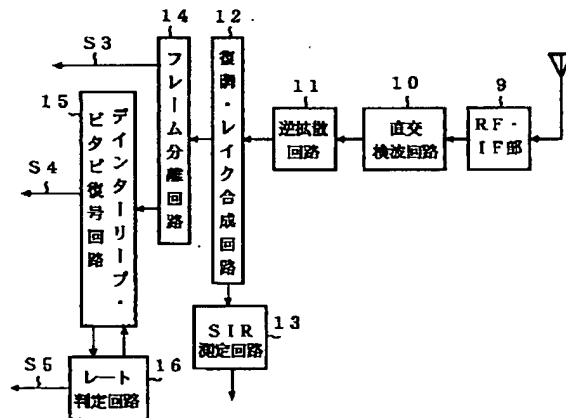 S3
14
12
15
フレーム分離回路
復調・レイク合成回路
11
10
9
逆拡散
回路
直交
検波回路
RF・
IF部
S4
デインターリーブ・
ビタビ復号回路
SIR
測定回路
13
S5
レート
判定回路
16